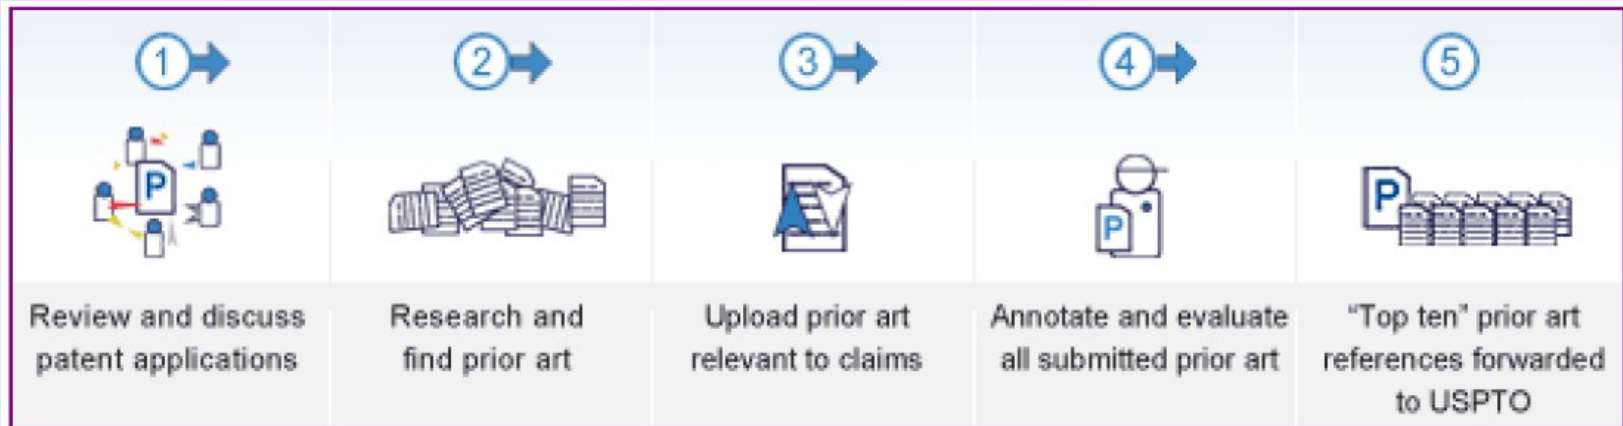 1
2
3
4
5
P
P
P
Review and discuss
patent applications
Research and
find prior art
Upload prior art
relevant to claims
Annotate and evaluate
all submitted prior art
“Top ten” prior art
references forwarded
to USPTO